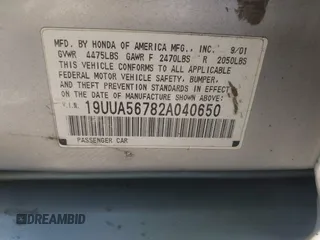 MFD. BY HONDA OF AMERICA MFG., INC. 9/01
GVWR 4475LBS GAWR F 2470LBS R 2050LBS
THIS VEHICLE CONFORMS TO ALL APPLICABLE
FEDERAL MOTOR VEHICLE SAFETY, BUMPER,
AND THEFT PREVENTION STANDARDS IN EFFECT
ON THE DATE OF MANUFACTURE SHOWN ABOVE.
V.I.N. 19UUA56782A040650
PASSENGER CAR
© DREAMBID